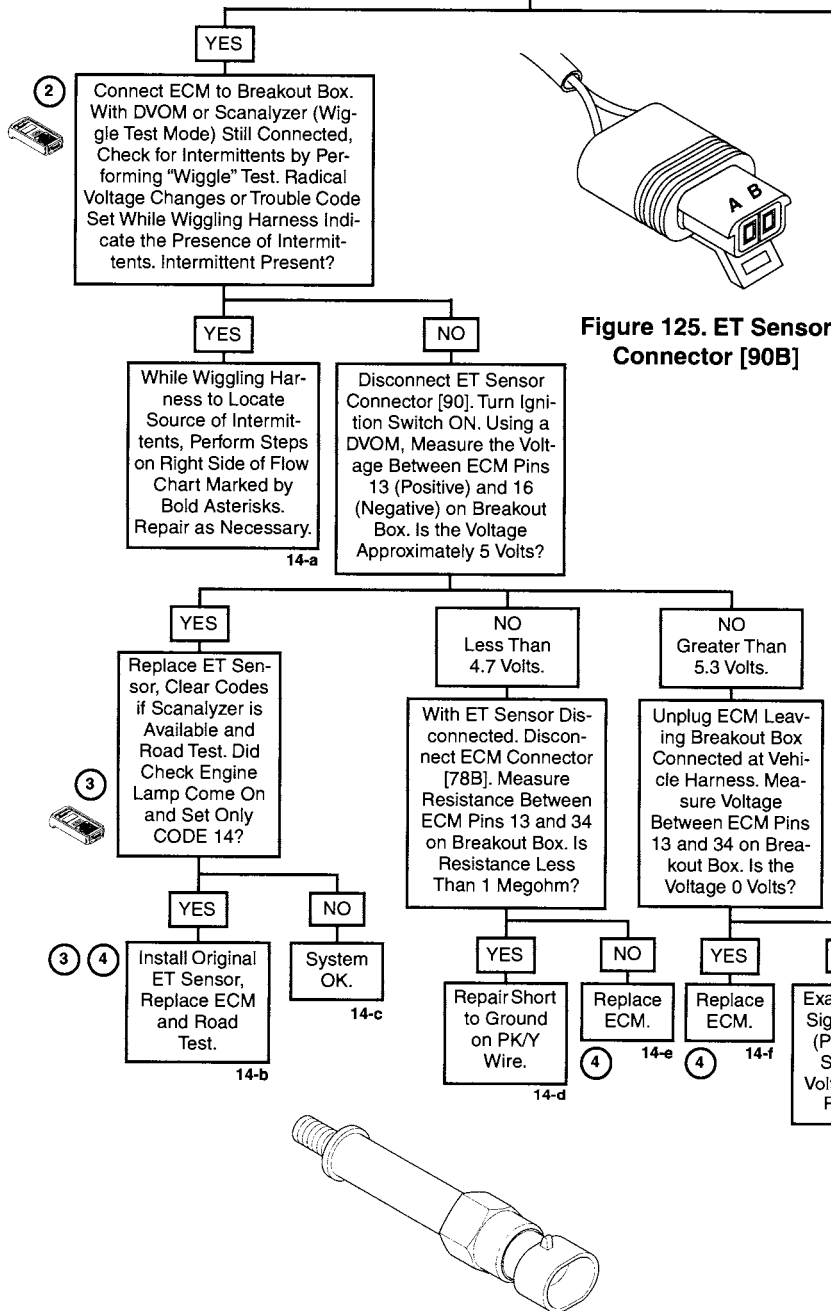 YES
2
Connect ECM to Breakout Box.
With DVOM or Scanalyzer (Wig-
gle Test Mode) Still Connected,
Check for Intermittents by Per-
forming “Wiggle” Test. Radical
Voltage Changes or Trouble Code
Set While Wiggling Harness Indi-
cate the Presence of Intermit-
tents. Intermittent Present?
A B
Figure 125. ET Sensor
Connector [90B]
YES
While Wiggling Har-
ness to Locate
Source of Intermit-
tents, Perform Steps
on Right Side of Flow
Chart Marked by
Bold Asterisks.
Repair as Necessary.
14-a
NO
Disconnect ET Sensor
Connector [90]. Turn Igni-
tion Switch ON. Using a
DVOM, Measure the Volt-
age Between ECM Pins
13 (Positive) and 16
(Negative) on Breakout
Box. Is the Voltage
Approximately 5 Volts?
YES
3
Replace ET Sen-
sor, Clear Codes
if Scanalyzer is
Available and
Road Test. Did
Check Engine
Lamp Come On
and Set Only
CODE 14?
NO
Less Than
4.7 Volts.
With ET Sensor Dis-
connected. Discon-
nect ECM Connector
[78B]. Measure
Resistance Between
ECM Pins 13 and 34
on Breakout Box. Is
Resistance Less
Than 1 Megohm?
NO
Greater Than
5.3 Volts.
Unplug ECM Leav-
ing Breakout Box
Connected at Vehi-
cle Harness. Mea-
sure Voltage
Between ECM Pins
13 and 34 on Brea-
kout Box. Is the
Voltage 0 Volts?
YES
3 4
Install Original
ET Sensor,
Replace ECM
and Road
Test.
14-b
NO
System
OK.
14-c
YES
Repair Short
to Ground
on PK/Y
Wire.
14-d
NO
Replace
ECM.
4
14-e
YES
Replace
ECM.
4
14-f
Exa
Sig
(P
S
Vol
F